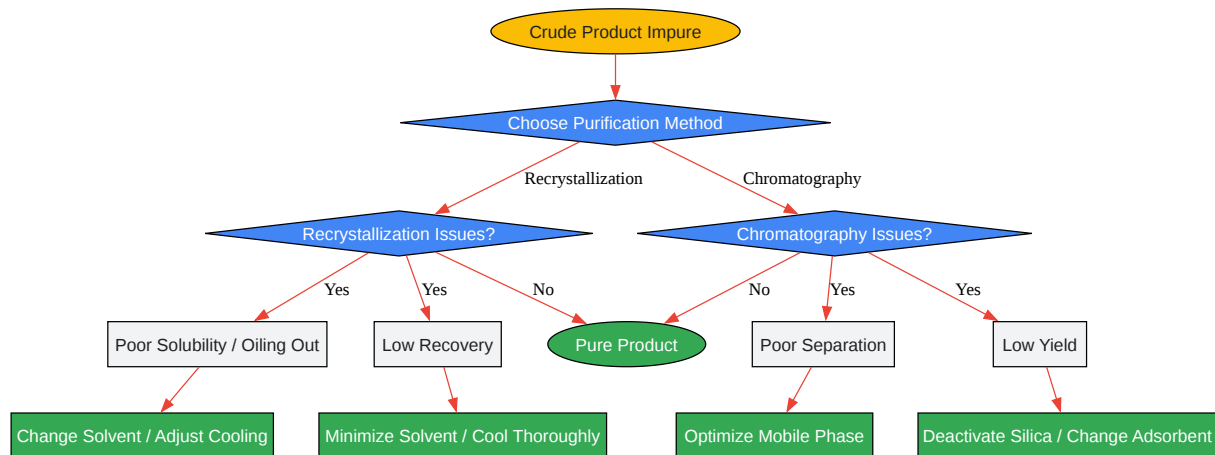 Crude Product Impure
Choose Purification Method
Recrystallization
Chromatography
Recrystallization Issues?
Chromatography Issues?
Yes
Yes
No
No
Yes
Yes
Poor Solubility / Oiling Out
Low Recovery
Pure Product
Poor Separation
Low Yield
Change Solvent / Adjust Cooling
Minimize Solvent / Cool Thoroughly
Optimize Mobile Phase
Deactivate Silica / Change Adsorbent